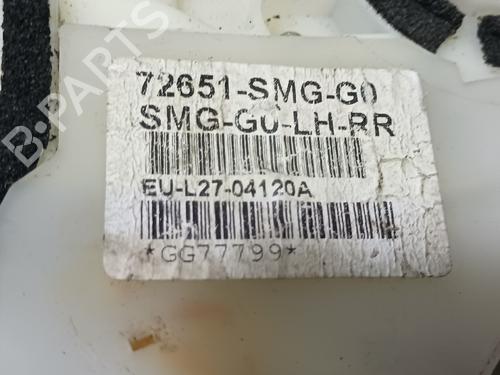 B-PARTS
72651-SMG-G0
SMG-G0-LH-RR
EU-L27-04120A
*GG77799*